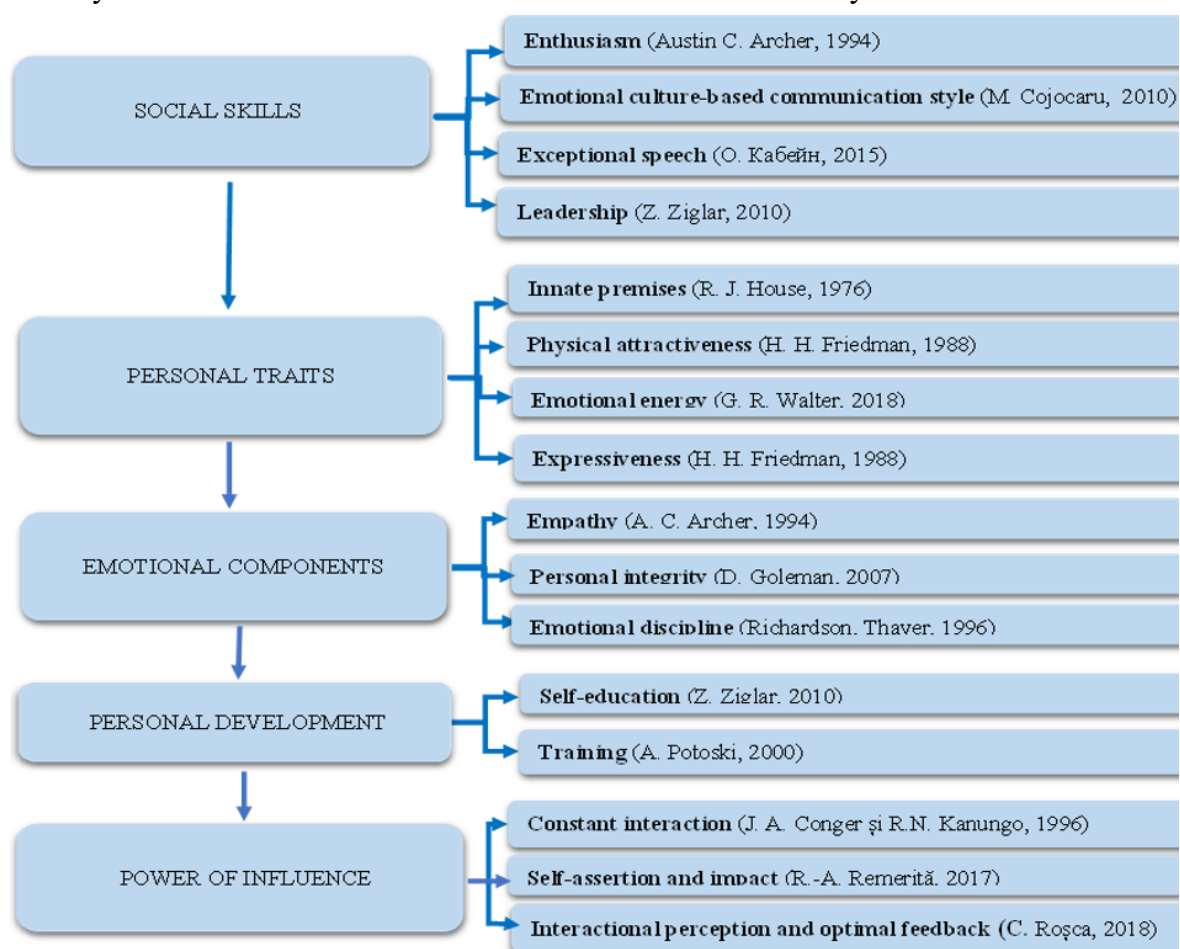 SOCIAL SKILLS
Enthusiasm (Austin C. Archer, 1994)
Emotional culture-based communication style (M. Cojocaru, 2010)
Exceptional speech (О. Кабейн, 2015)
Leadership (Z. Ziglar, 2010)
PERSONAL TRAITS
Innate premises (R. J. House, 1976)
Physical attractiveness (H. H. Friedman, 1988)
Emotional energy (G. R. Walter, 2018)
Expressiveness (H. H. Friedman, 1988)
EMOTIONAL COMPONENTS
Empathy (A. C. Archer, 1994)
Personal integrity (D. Goleman, 2007)
Emotional discipline (Richardson, Thayer, 1996)
PERSONAL DEVELOPMENT
Self-education (Z. Ziglar, 2010)
Training (A. Potoski, 2000)
POWER OF INFLUENCE
Constant interaction (J. A. Conger și R.N. Kanungo, 1996)
Self-assertion and impact (R.-A. Remeriță, 2017)
Interactional perception and optimal feedback (C. Roșca, 2018)